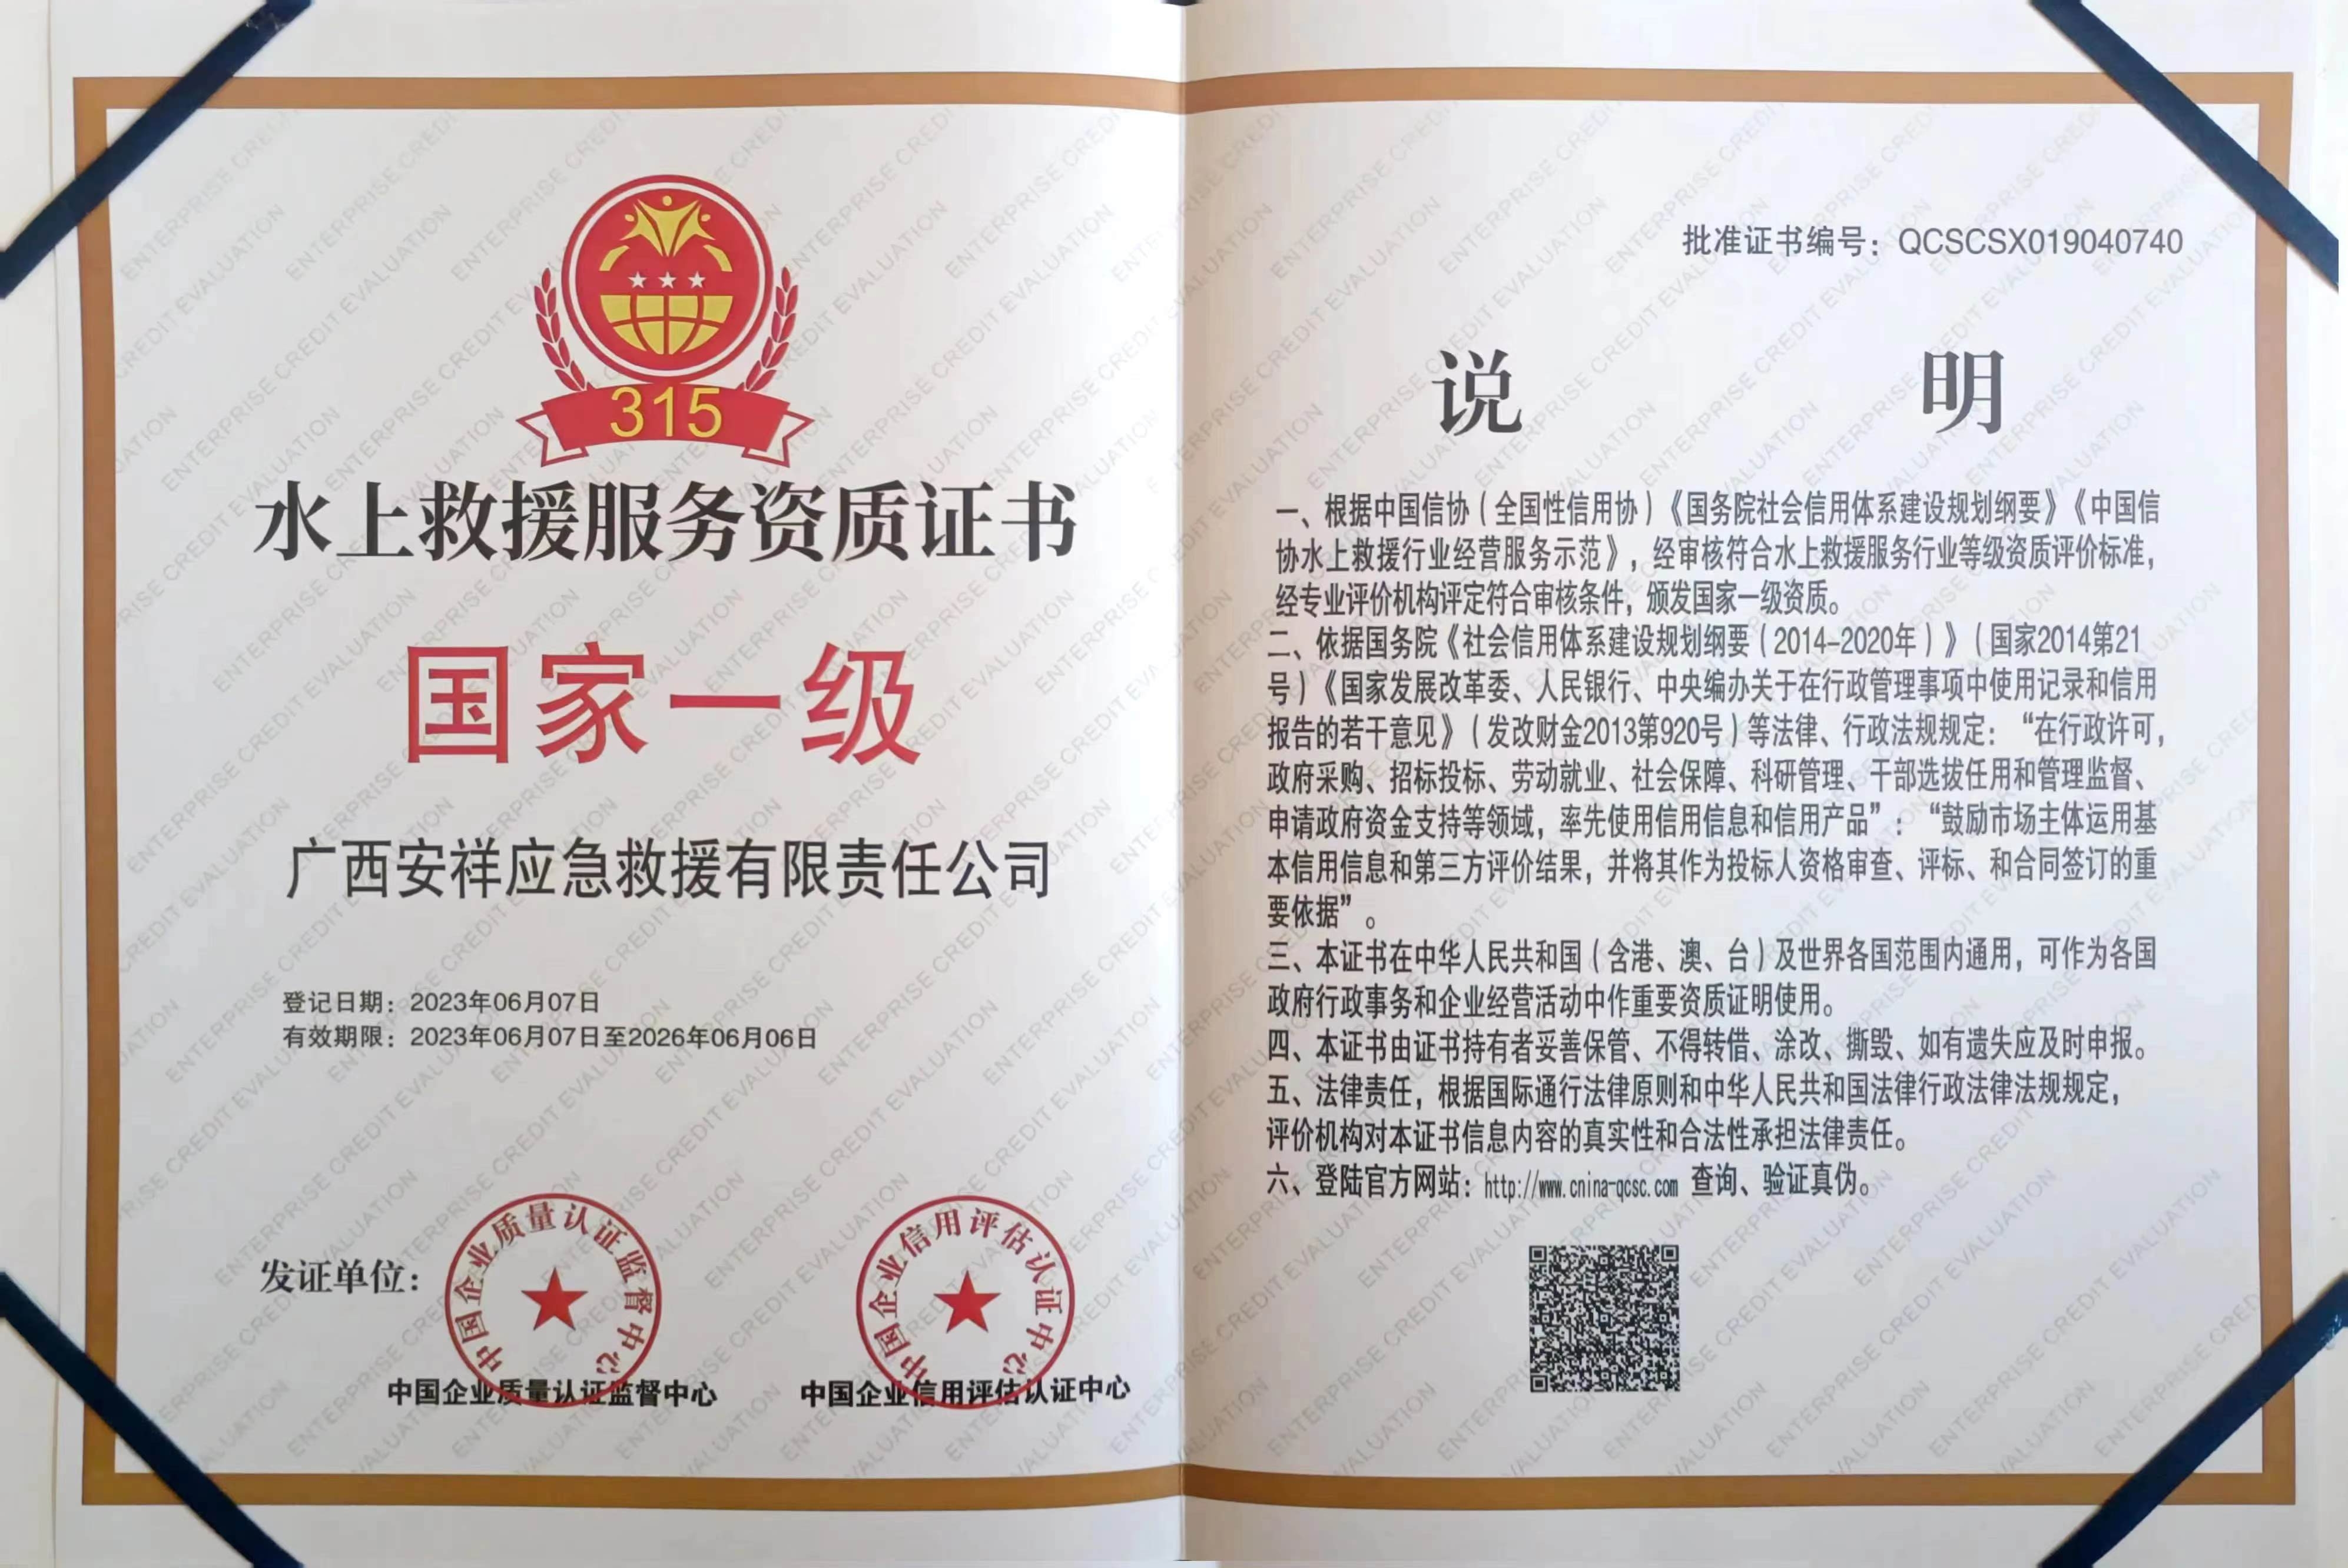 315
水上救援服务资质证书
国家一级
广西安祥应急救援有限责任公司
登记日期：2023年06月07日
有效期限：2023年06月07日至2026年06月06日
发证单位：
中国企业质量认证监督中心
中国企业质量认证监督中心
中国企业信用评估认证中心
中国企业信用评估认证中心
批准证书编号：QCSCSX019040740
说 明
一、根据中国信协（全国性信用协）《国务院社会信用体系建设规划纲要》《中国信
协水上救援行业经营服务示范》，经审核符合水上救援服务行业等级资质评价标准，
经专业评价机构评定符合审核条件，颁发国家一级资质。
二、依据国务院《社会信用体系建设规划纲要（2014-2020年）》（国家2014第21
号）《国家发展改革委、人民银行、中央编办关于在行政管理事项中使用记录和信用
报告的若干意见》（发改财金2013第920号）等法律、行政法规规定：“在行政许可，
政府采购、招标投标、劳动就业、社会保障、科研管理、干部选拔任用和管理监督、
申请政府资金支持等领域，率先使用信用信息和信用产品”：“鼓励市场主体运用基
本信用信息和第三方评价结果，并将其作为投标人资格审查、评标、和合同签订的重
要依据”。
三、本证书在中华人民共和国（含港、澳、台）及世界各国范围内通用，可作为各国
政府行政事务和企业经营活动中作重要资质证明使用。
四、本证书由证书持有者妥善保管、不得转借、涂改、撕毁、如有遗失应及时申报。
五、法律责任，根据国际通行法律原则和中华人民共和国法律行政法律法规规定，
评价机构对本证书信息内容的真实性和合法性承担法律责任。
六、登陆官方网站：http://www.cnina-qcsc.com 查询、验证真伪。
ENTERPRISE CREDIT EVALUATION